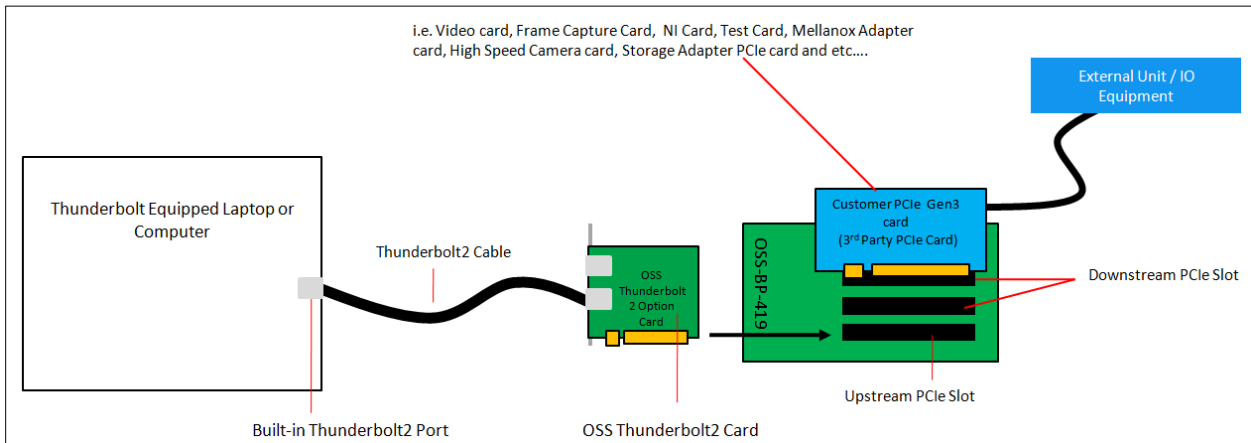 i.e. Video card, Frame Capture Card,  NI Card, Test Card, Mellanox Adapter
card, High Speed Camera card, Storage Adapter PCIe card and etc....
External Unit / IO
Equipment
Thunderbolt Equipped Laptop or
Computer
Customer PCIe  Gen3
card
(3rd Party PCIe Card)
Thunderbolt2 Cable
OSS
Thunderbolt
2 Option
Card
OSS-BP-419
Downstream PCIe Slot
Upstream PCIe Slot
Built-in Thunderbolt2 Port
OSS Thunderbolt2 Card